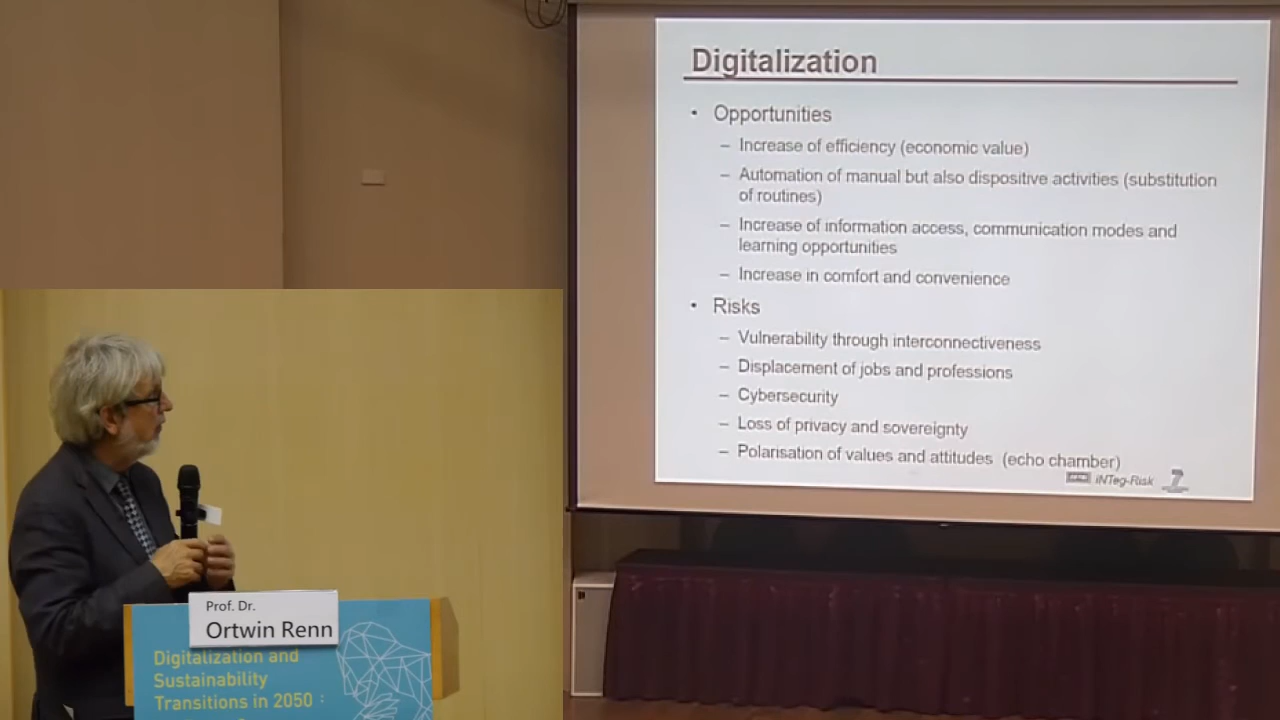 Digitalization
• Opportunities
– Increase of efficiency (economic value)
– Automation of manual but also dispositive activities (substitution
of routines)
– Increase of information access, communication modes and
learning opportunities
– Increase in comfort and convenience
• Risks
– Vulnerability through interconnectiveness
– Displacement of jobs and professions
– Cybersecurity
– Loss of privacy and sovereignty
– Polarisation of values and attitudes (echo chamber)
iNTeg-Risk
Prof. Dr.
Ortwin Renn
Digitalization and
Sustainability
Transitions in 2050 :